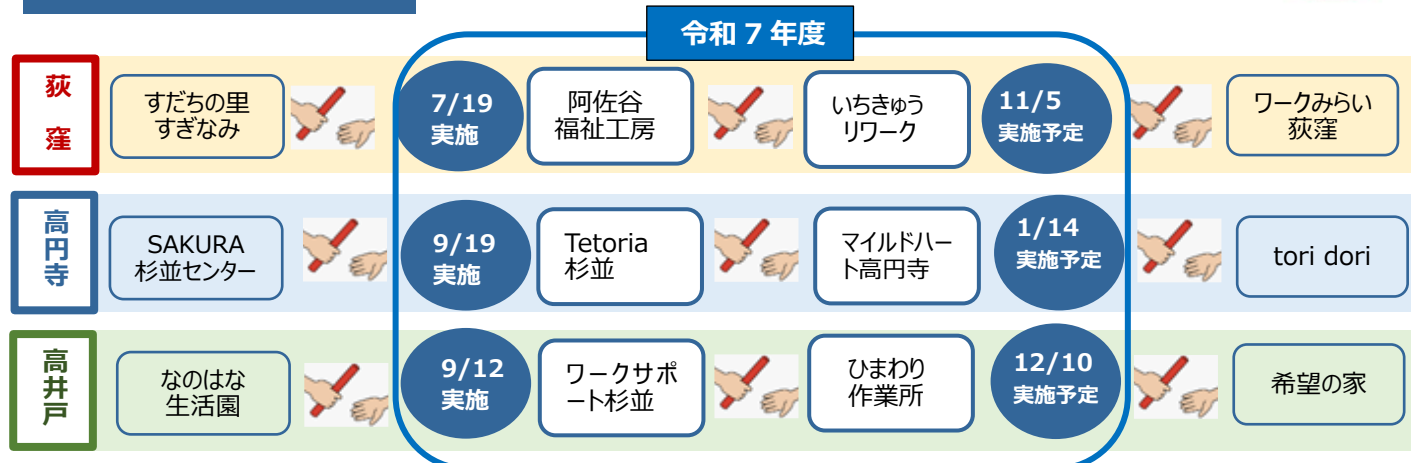 令和 7 年度
荻窪
すだちの里
すぎなみ
7/19
実施
阿佐谷
福祉工房
いちきゅう
リワーク
11/5
実施予定
ワークみらい
荻窪
高円寺
SAKURA
杉並センター
9/19
実施
Tetoria
杉並
マイルドハー
ト高円寺
1/14
実施予定
tori dori
高井戸
なのはな
生活園
9/12
実施
ワークサポ
ート杉並
ひまわり
作業所
12/10
実施予定
希望の家